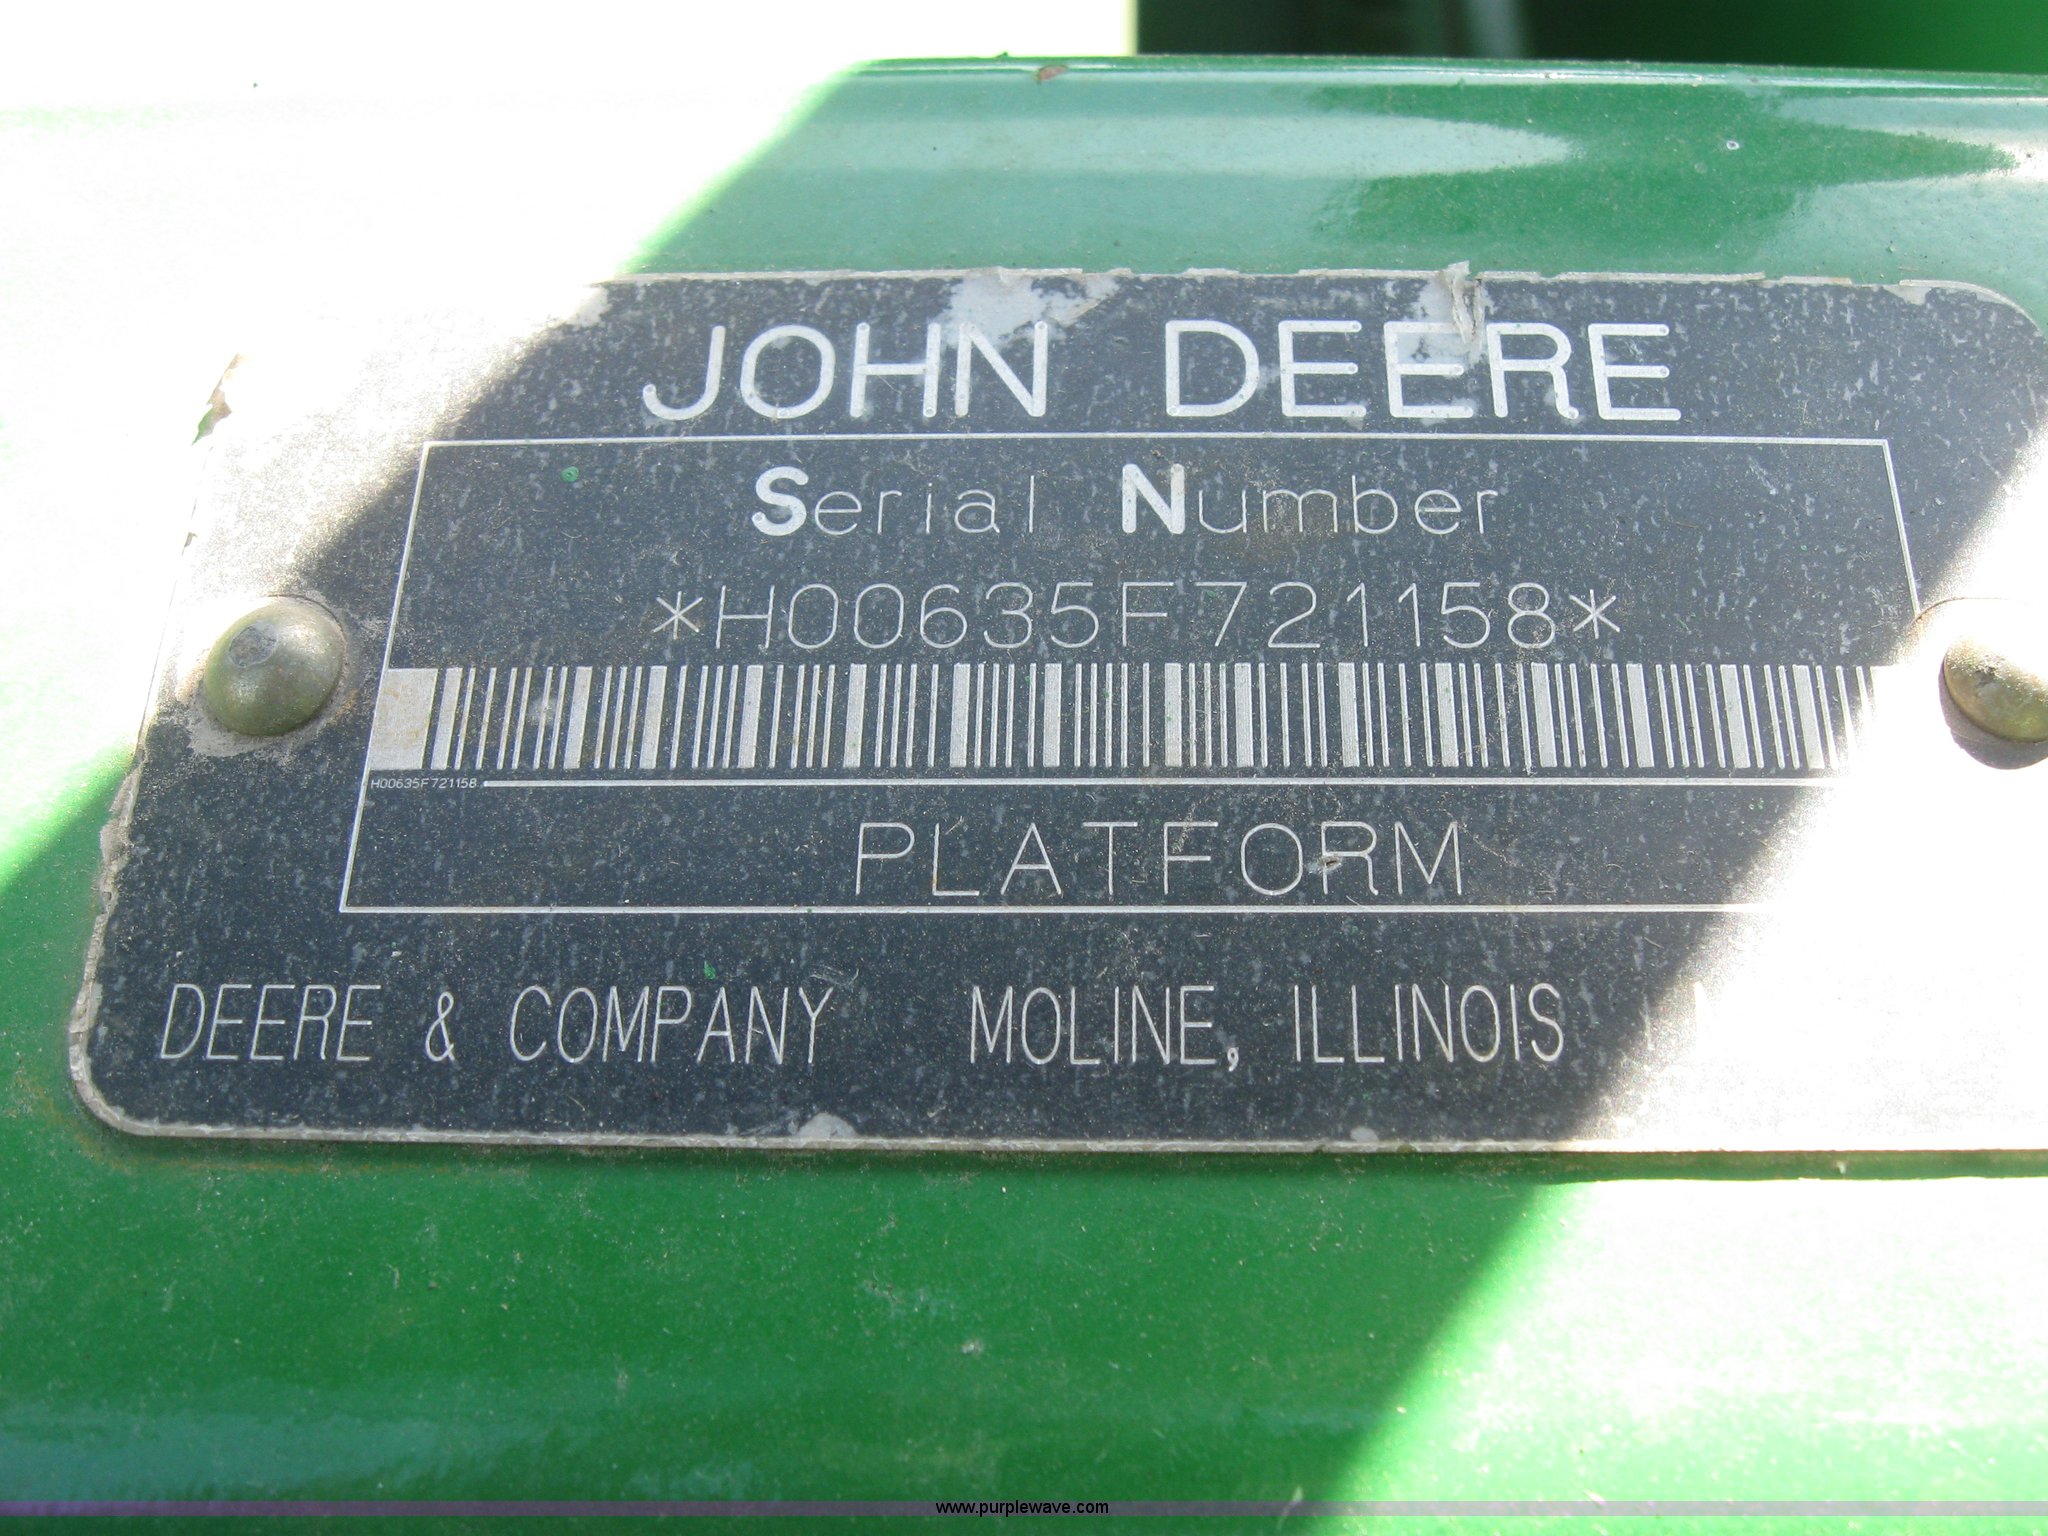 JOHN DEERE
Serial Number
*H00635F721158*
H00635F721158
PLATFORM
DEERE & COMPANY MOLINE, ILLINOIS
www.purplewave.com